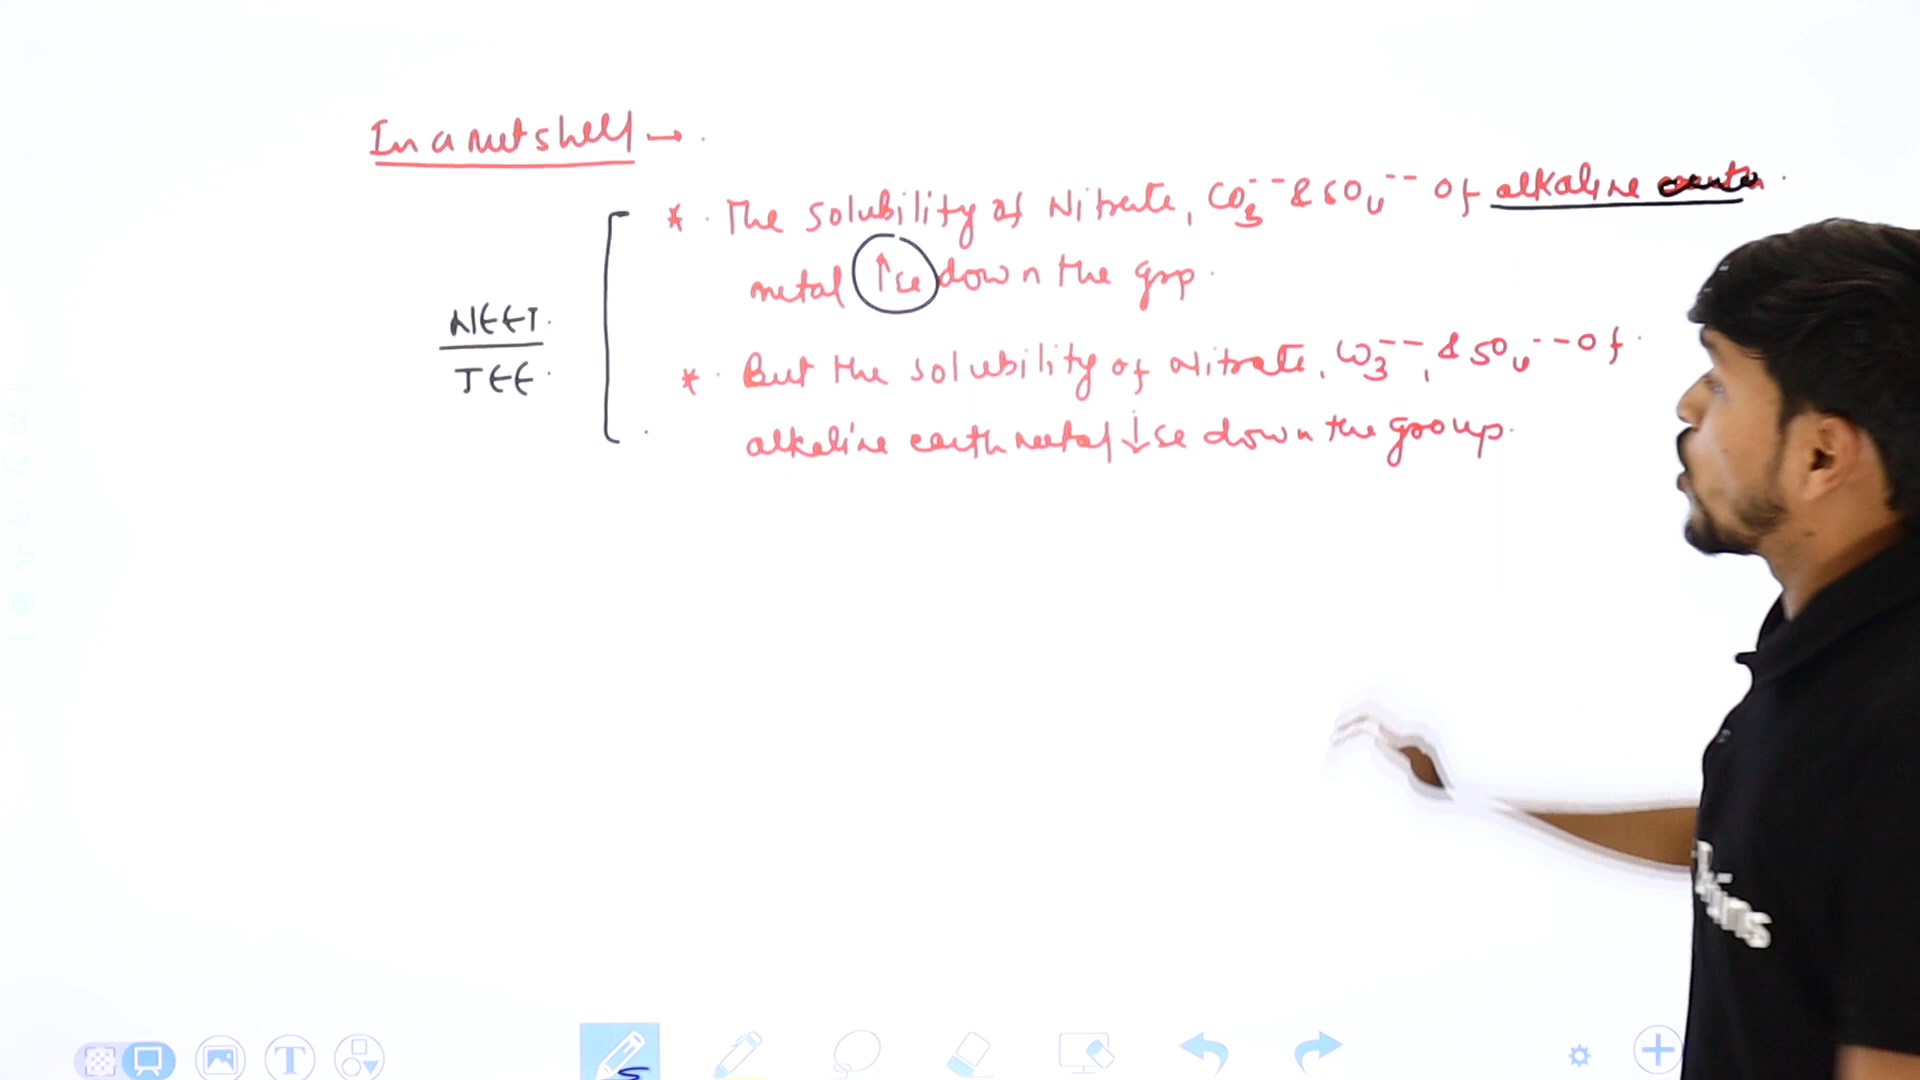 In a nutshell →
* The solubility of Nitrate, CO3-- & SO4-- Of alkaline
metal ↑se down the grp.
* But the solubility of Nitrate, CO3--, & SO4-- Of
alkaline earth metal ↓se down the group.
NEET
JEE
T